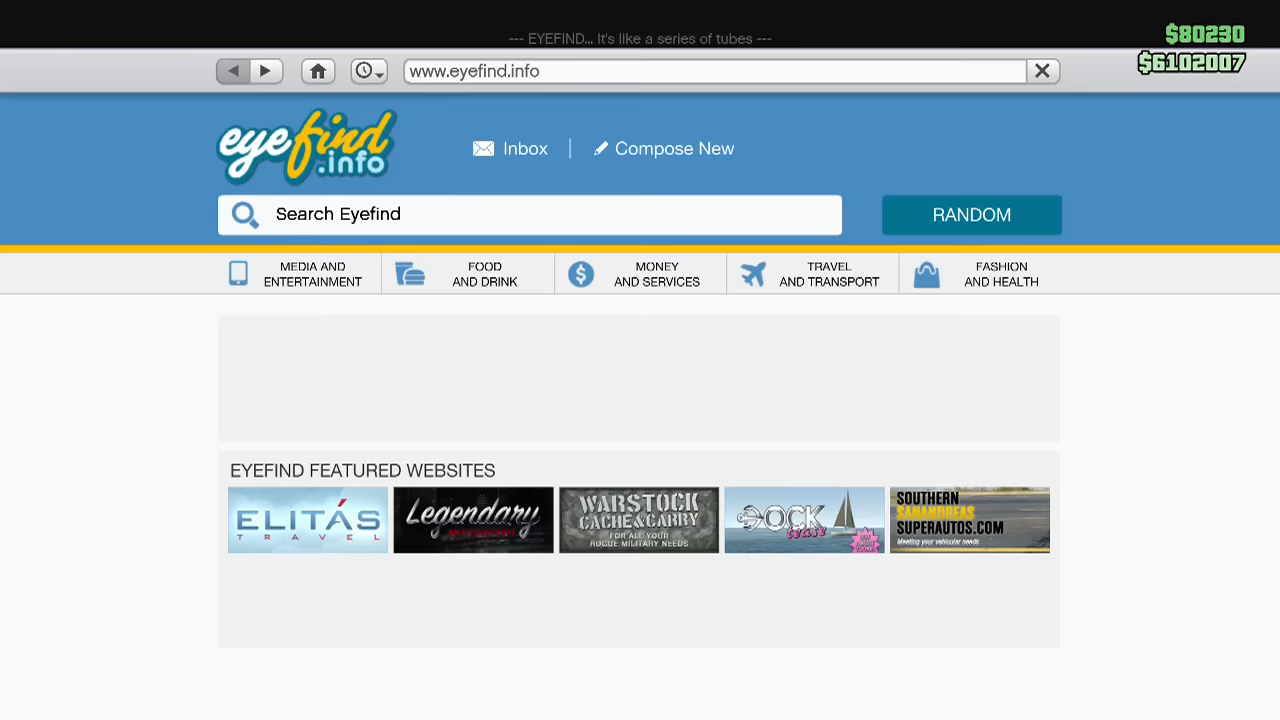 --- EYEFIND... It's like a series of tubes ---
$80230
$6102007
www.eyefind.info
eyefind
.info
Inbox
Compose New
Search Eyefind
RANDOM
MEDIA AND
ENTERTAINMENT
FOOD
AND DRINK
MONEY
AND SERVICES
TRAVEL
AND TRANSPORT
FASHION
AND HEALTH
EYEFIND FEATURED WEBSITES
ELITÁS
TRAVEL
Legendary
WARSTOCK
CACHE&CARRY
FOR ALL YOUR
ROGUE MILITARY NEEDS
DOCK
tease
SOUTHERN
SANANDREAS
SUPERAUTOS.COM
Meeting your vehicular needs